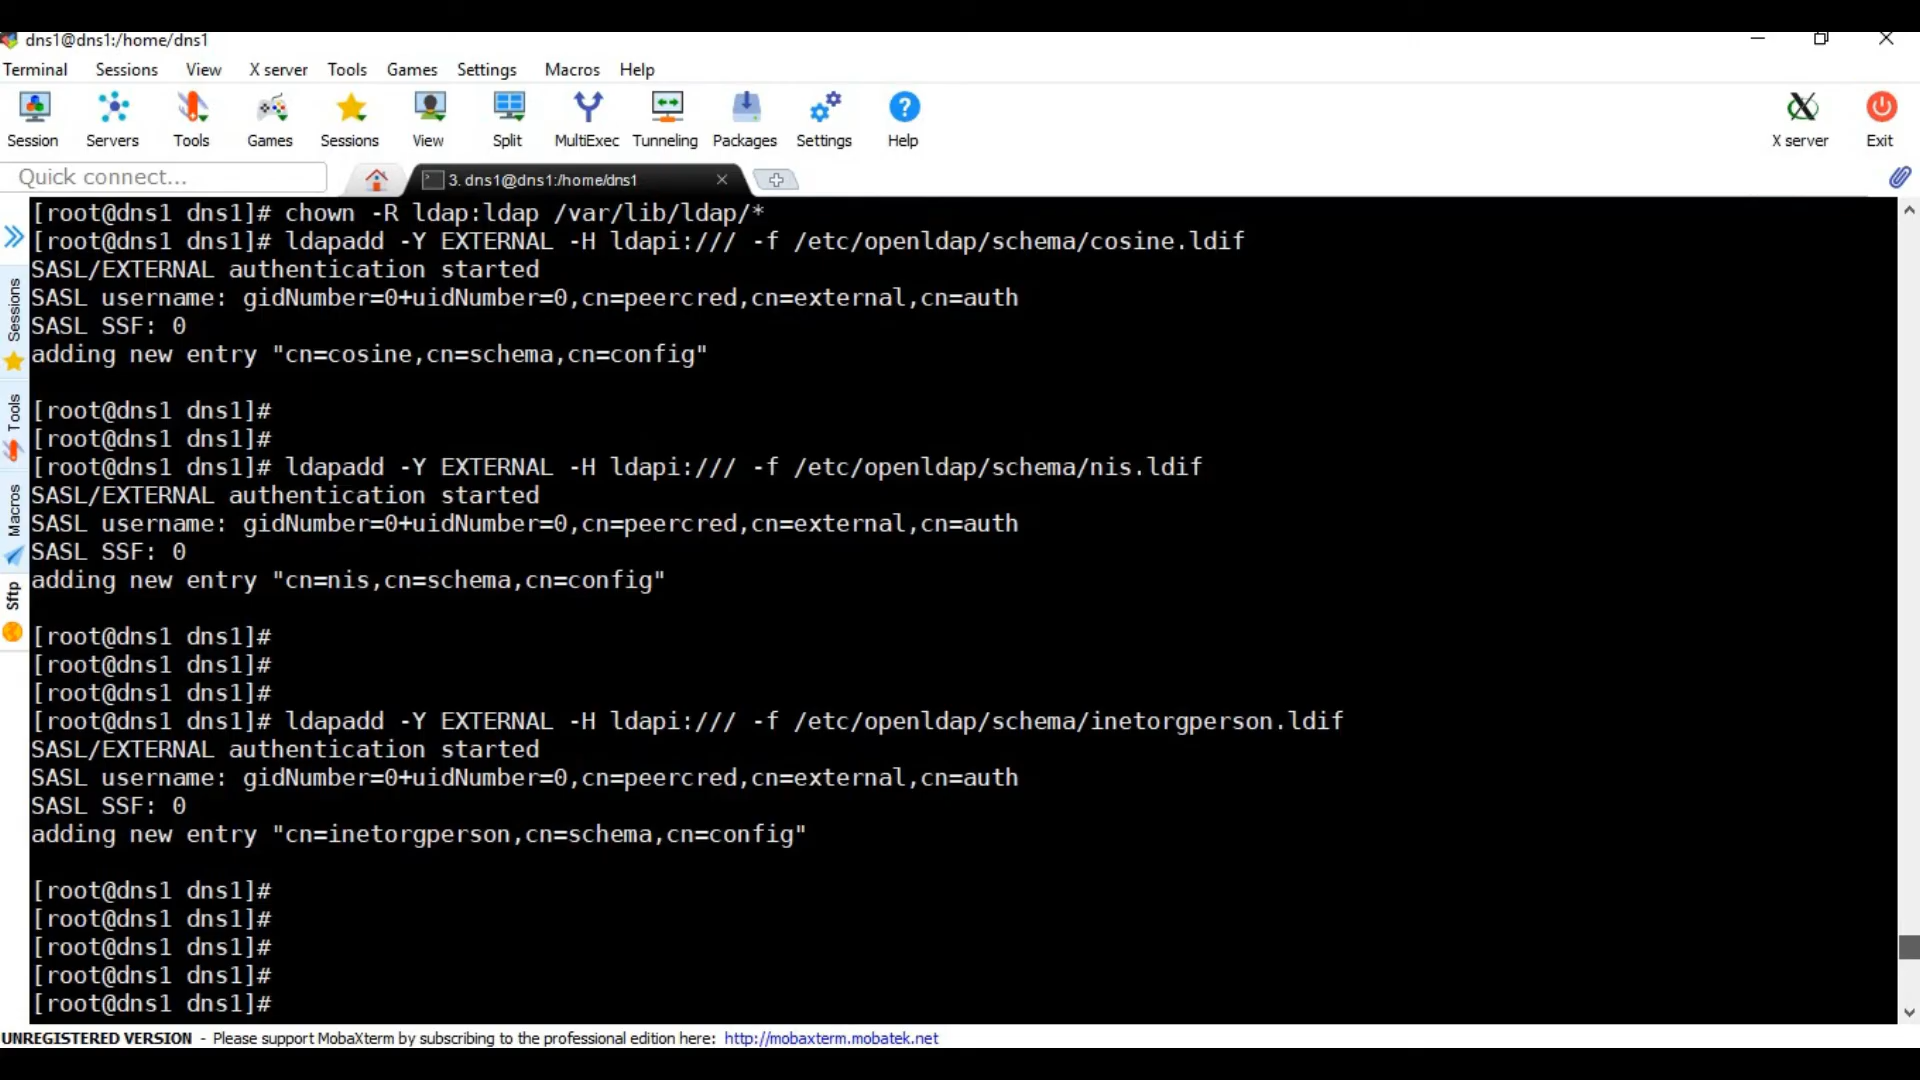 dns1@dns1:/home/dns1
Terminal Sessions View X server Tools Games Settings Macros Help
Session Servers Tools Games Sessions View Split MultiExec Tunneling Packages Settings Help X server Exit
Quick connect...
3. dns1@dns1:/home/dns1
[root@dns1 dns1]# chown -R ldap:ldap /var/lib/ldap/*
[root@dns1 dns1]# ldapadd -Y EXTERNAL -H ldapi:/// -f /etc/openldap/schema/cosine.ldif
SASL/EXTERNAL authentication started
SASL username: gidNumber=0+uidNumber=0,cn=peercred,cn=external,cn=auth
SASL SSF: 0
adding new entry "cn=cosine,cn=schema,cn=config"
[root@dns1 dns1]#
[root@dns1 dns1]#
[root@dns1 dns1]# ldapadd -Y EXTERNAL -H ldapi:/// -f /etc/openldap/schema/nis.ldif
SASL/EXTERNAL authentication started
SASL username: gidNumber=0+uidNumber=0,cn=peercred,cn=external,cn=auth
SASL SSF: 0
adding new entry "cn=nis,cn=schema,cn=config"
[root@dns1 dns1]#
[root@dns1 dns1]#
[root@dns1 dns1]#
[root@dns1 dns1]# ldapadd -Y EXTERNAL -H ldapi:/// -f /etc/openldap/schema/inetorgperson.ldif
SASL/EXTERNAL authentication started
SASL username: gidNumber=0+uidNumber=0,cn=peercred,cn=external,cn=auth
SASL SSF: 0
adding new entry "cn=inetorgperson,cn=schema,cn=config"
[root@dns1 dns1]#
[root@dns1 dns1]#
[root@dns1 dns1]#
[root@dns1 dns1]#
[root@dns1 dns1]#
Sessions
Tools
Macros
Sftp
UNREGISTERED VERSION - Please support MobaXterm by subscribing to the professional edition here: http://mobaxterm.mobatek.net